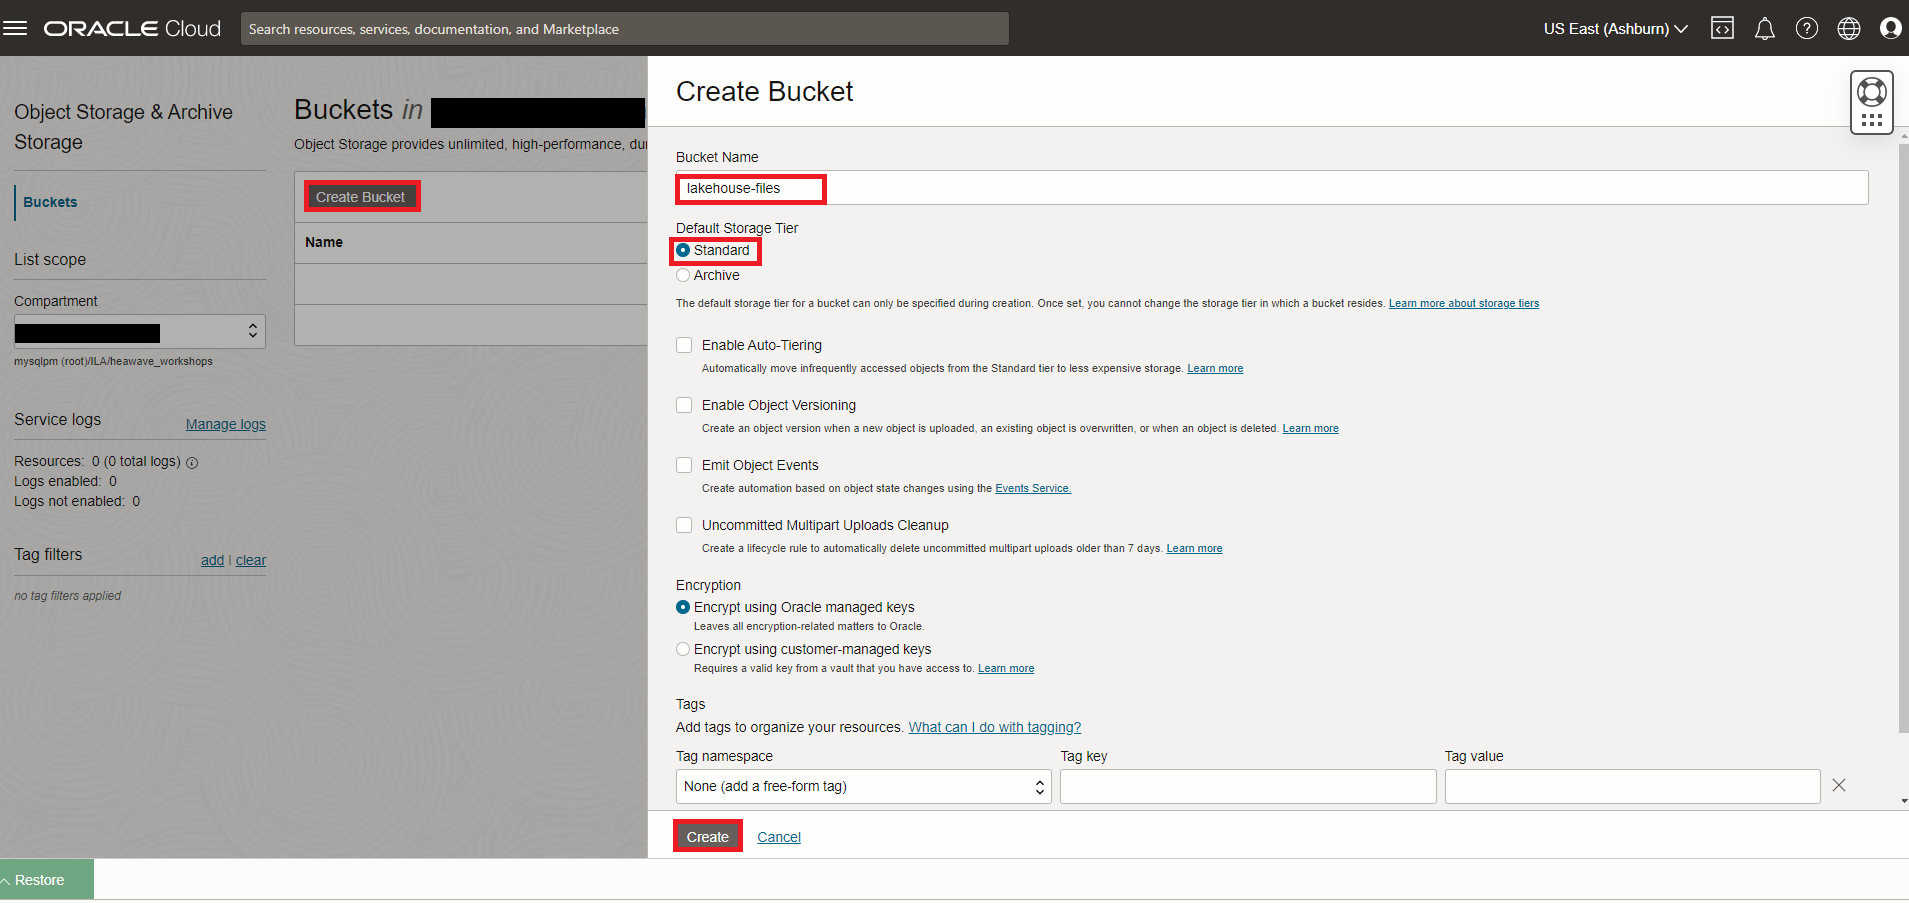 ORACLE Cloud
Search resources, services, documentation, and Marketplace
US East (Ashburn)
Object Storage & Archive
Storage
Buckets
List scope
Compartment
mysqlpm (root)/ILA/heawave_workshops
Service logs
Manage logs
Resources: 0 (0 total logs)
Logs enabled: 0
Logs not enabled: 0
Tag filters
add | clear
no tag filters applied
Buckets in
Object Storage provides unlimited, high-performance,
Create Bucket
Name
Create Bucket
Bucket Name
lakehouse-files
Default Storage Tier
Standard
Archive
The default storage tier for a bucket can only be specified during creation. Once set, you cannot change the storage tier in which a bucket resides. Learn more about storage tiers
Enable Auto-Tiering
Automatically move infrequently accessed objects from the Standard tier to less expensive storage. Learn more
Enable Object Versioning
Create an object version when a new object is uploaded, an existing object is overwritten, or when an object is deleted. Learn more
Emit Object Events
Create automation based on object state changes using the Events Service.
Uncommitted Multipart Uploads Cleanup
Create a lifecycle rule to automatically delete uncommitted multipart uploads older than 7 days. Learn more
Encryption
Encrypt using Oracle managed keys
Leaves all encryption-related matters to Oracle.
Encrypt using customer-managed keys
Requires a valid key from a vault that you have access to. Learn more
Tags
Add tags to organize your resources. What can I do with tagging?
Tag namespace
Tag key
Tag value
None (add a free-form tag)
Create
Cancel
Restore